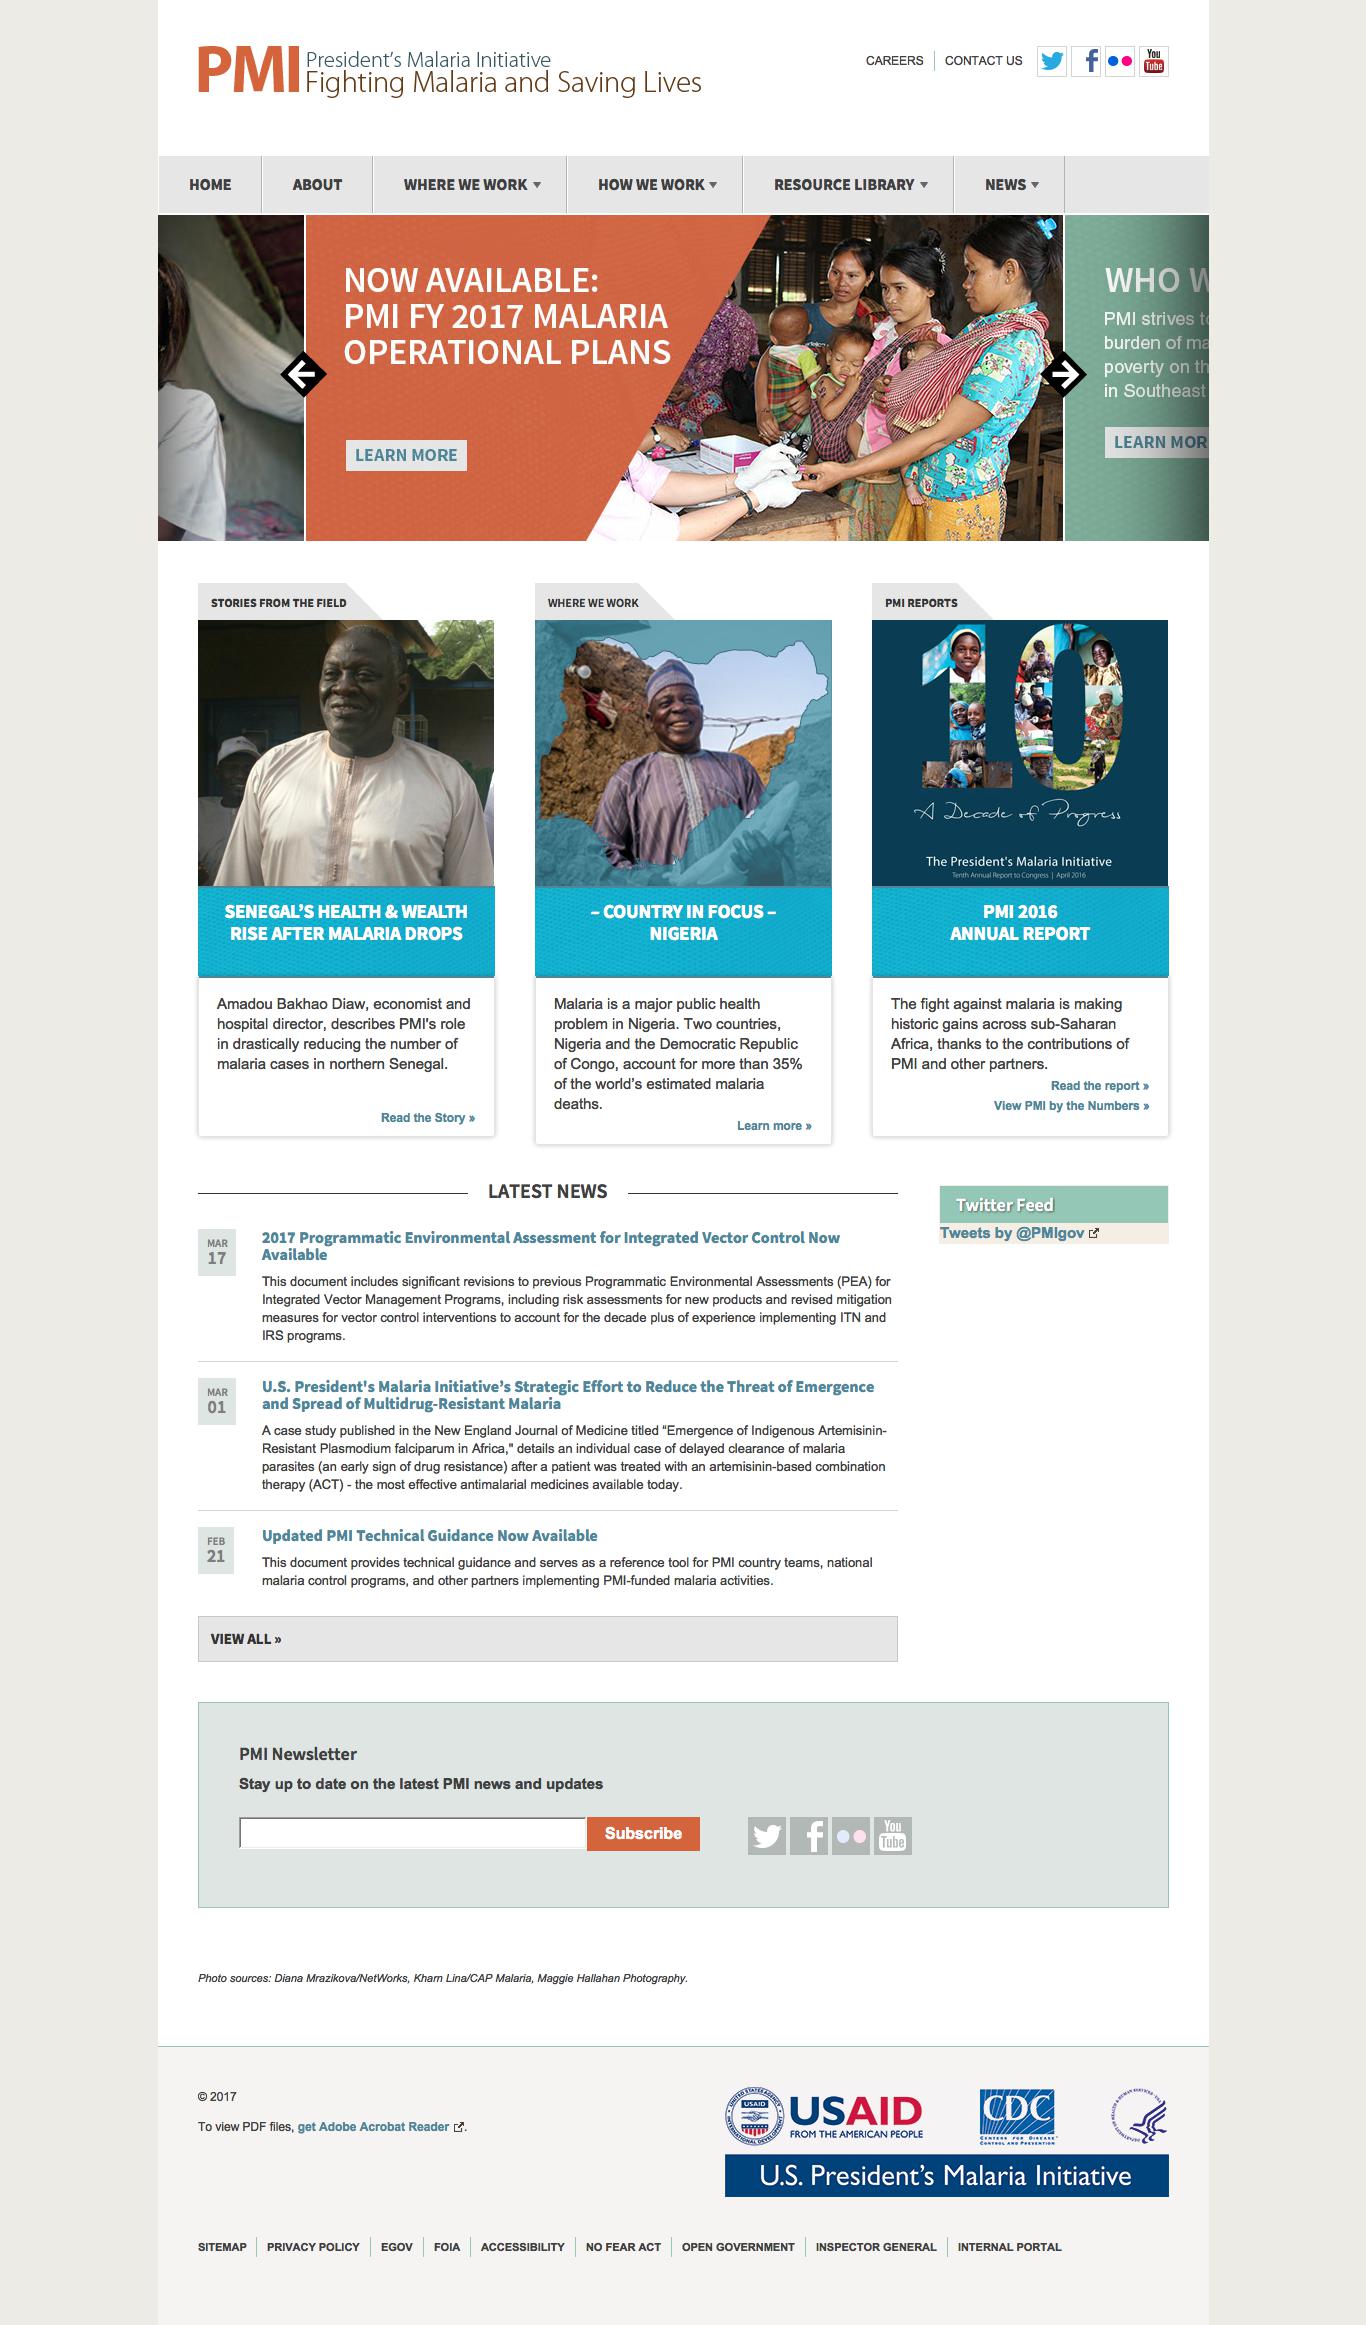 PMI President's Malaria Initiative
Fighting Malaria and Saving Lives
CAREERS
CONTACT US
You
Tube
HOME
ABOUT
WHERE WE WORK
HOW WE WORK
RESOURCE LIBRARY
NEWS
NOW AVAILABLE:
PMI FY 2017 MALARIA
OPERATIONAL PLANS
LEARN MORE
WHO W
PMI strives to
burden of ma
poverty on th
in Southeast
LEARN MOR
STORIES FROM THE FIELD
SENEGAL'S HEALTH & WEALTH
RISE AFTER MALARIA DROPS
Amadou Bakhao Diaw, economist and
hospital director, describes PMI's role
in drastically reducing the number of
malaria cases in northern Senegal.
Read the Story »
WHERE WE WORK
– COUNTRY IN FOCUS –
NIGERIA
Malaria is a major public health
problem in Nigeria. Two countries,
Nigeria and the Democratic Republic
of Congo, account for more than 35%
of the world's estimated malaria
deaths.
Learn more »
PMI REPORTS
10
A Decade of Progress
The President's Malaria Initiative
Tenth Annual Report to Congress | April 2016
PMI 2016
ANNUAL REPORT
The fight against malaria is making
historic gains across sub-Saharan
Africa, thanks to the contributions of
PMI and other partners.
Read the report »
View PMI by the Numbers »
LATEST NEWS
MAR
17
2017 Programmatic Environmental Assessment for Integrated Vector Control Now
Available
This document includes significant revisions to previous Programmatic Environmental Assessments (PEA) for
Integrated Vector Management Programs, including risk assessments for new products and revised mitigation
measures for vector control interventions to account for the decade plus of experience implementing ITN and
IRS programs.
MAR
01
U.S. President's Malaria Initiative's Strategic Effort to Reduce the Threat of Emergence
and Spread of Multidrug-Resistant Malaria
A case study published in the New England Journal of Medicine titled "Emergence of Indigenous Artemisinin-
Resistant Plasmodium falciparum in Africa," details an individual case of delayed clearance of malaria
parasites (an early sign of drug resistance) after a patient was treated with an artemisinin-based combination
therapy (ACT) - the most effective antimalarial medicines available today.
FEB
21
Updated PMI Technical Guidance Now Available
This document provides technical guidance and serves as a reference tool for PMI country teams, national
malaria control programs, and other partners implementing PMI-funded malaria activities.
VIEW ALL »
Twitter Feed
Tweets by @PMIgov
PMI Newsletter
Stay up to date on the latest PMI news and updates
Subscribe
You
Tube
Photo sources: Diana Mrazikova/NetWorks, Kharn Lina/CAP Malaria, Maggie Hallahan Photography.
© 2017
To view PDF files, get Adobe Acrobat Reader.
UNITED STATES AGENCY
USAID
INTERNATIONAL DEVELOPMENT
USAID
FROM THE AMERICAN PEOPLE
CDC
CENTERS FOR DISEASE
CONTROL AND PREVENTION
U.S. President's Malaria Initiative
SITEMAP
PRIVACY POLICY
EGOV
FOIA
ACCESSIBILITY
NO FEAR ACT
OPEN GOVERNMENT
INSPECTOR GENERAL
INTERNAL PORTAL